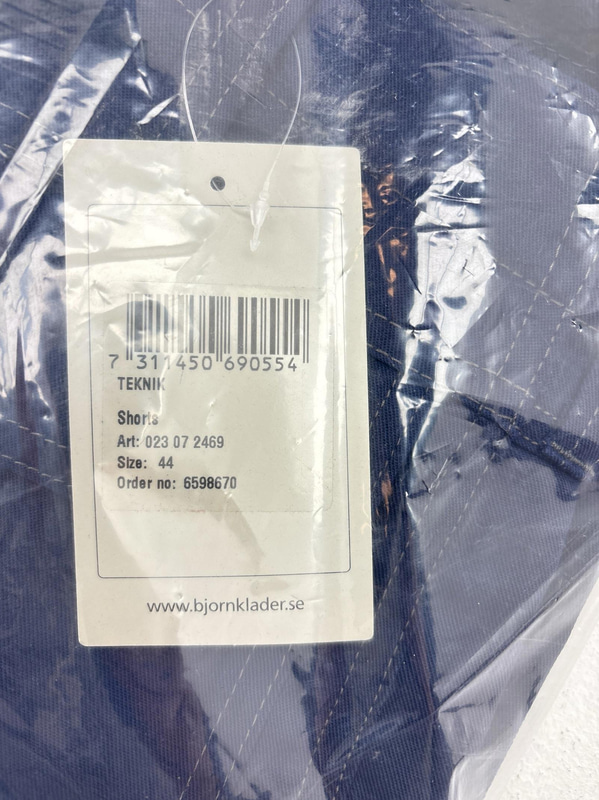 7 311450 690554
TEKNIK
Shorts
Art: 023 07 2469
Size: 44
Order no: 6598670
www.bjornklader.se